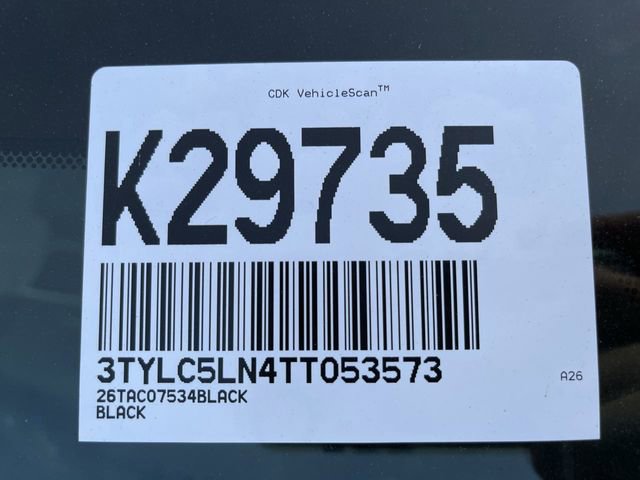 CDK VehicleScan™
K29735
3TYLC5LN4TT053573
A26
26TAC07534BLACK
BLACK